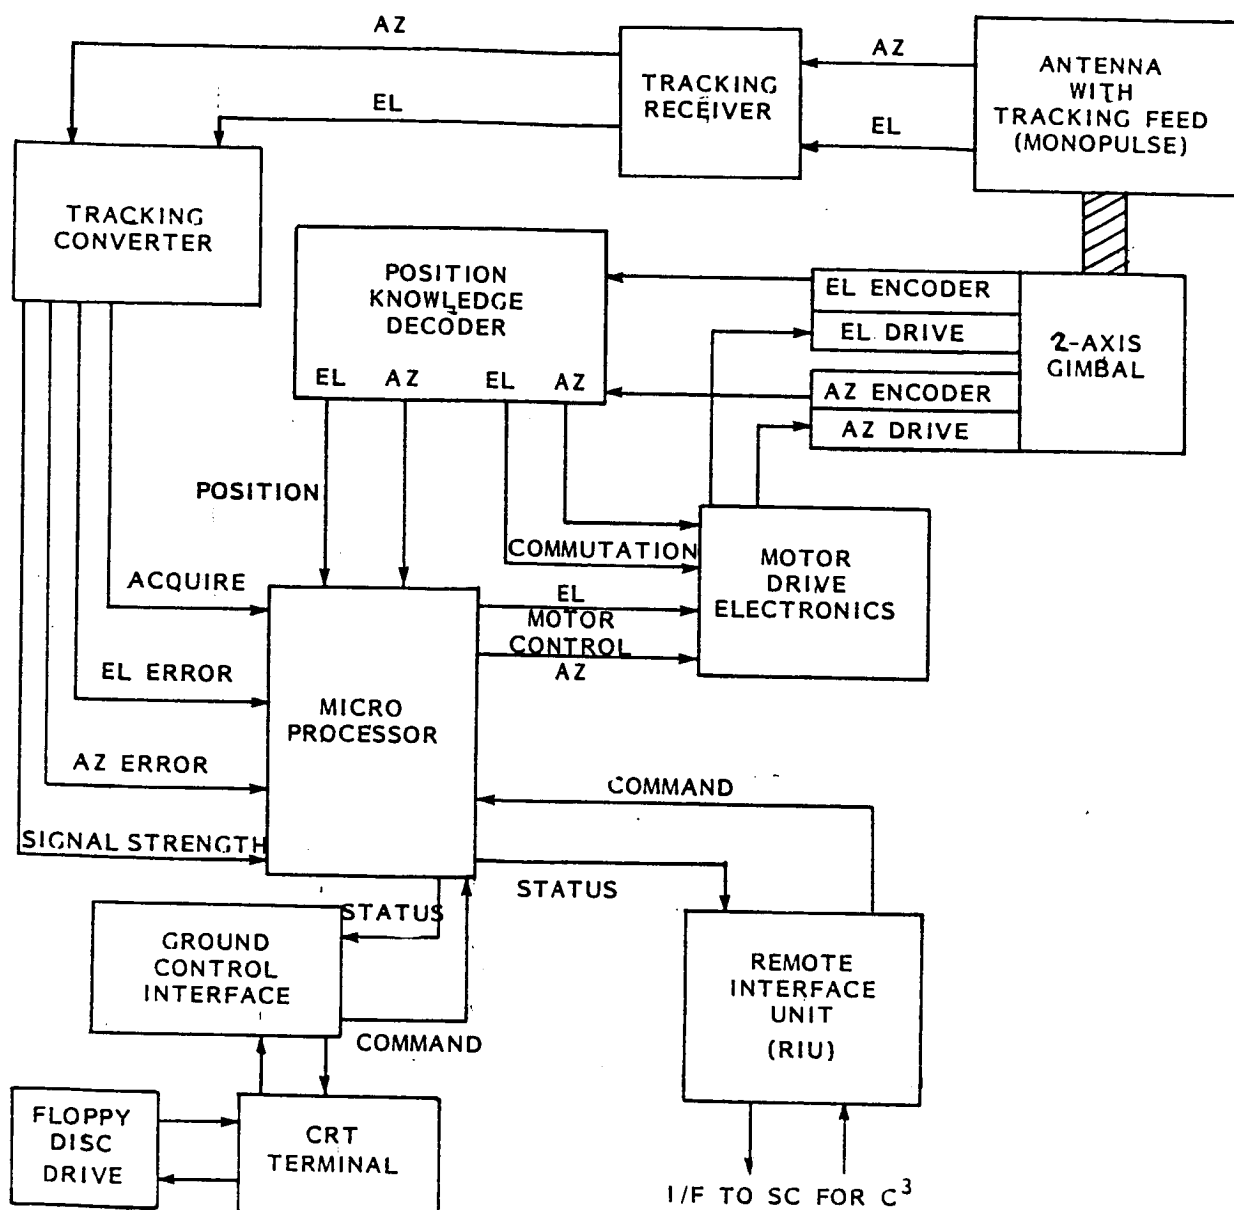 AZ
AZ
ANTENNA
WITH
TRACKING FEED
(MONOPULSE)
TRACKING
RECEIVER
EL
EL
TRACKING
CONVERTER
POSITION
KNOWLEDGE
DECODER
EL AZ EL AZ
EL ENCODER
EL DRIVE
AZ ENCODER
AZ DRIVE
2-AXIS
GIMBAL
POSITION
COMMUTATION
MOTOR
DRIVE
ELECTRONICS
ACQUIRE
EL
MOTOR
CONTROL
AZ
EL ERROR
MICRO
PROCESSOR
AZ ERROR
COMMAND
SIGNAL STRENGTH
STATUS
STATUS
GROUND
CONTROL
INTERFACE
COMMAND
REMOTE
INTERFACE
UNIT
(RIU)
FLOPPY
DISC
DRIVE
CRT
TERMINAL
I/F TO SC FOR C³